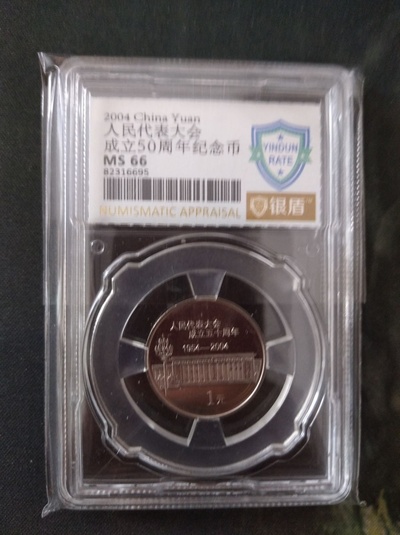 2004 China Yuan
人民代表大会
成立50周年纪念币
MS 66
82316695
YINDUN
RATE
NUMISMATIC APPRAISAL
银盾
人民代表大会
成立五十周年
1954—2004
1元